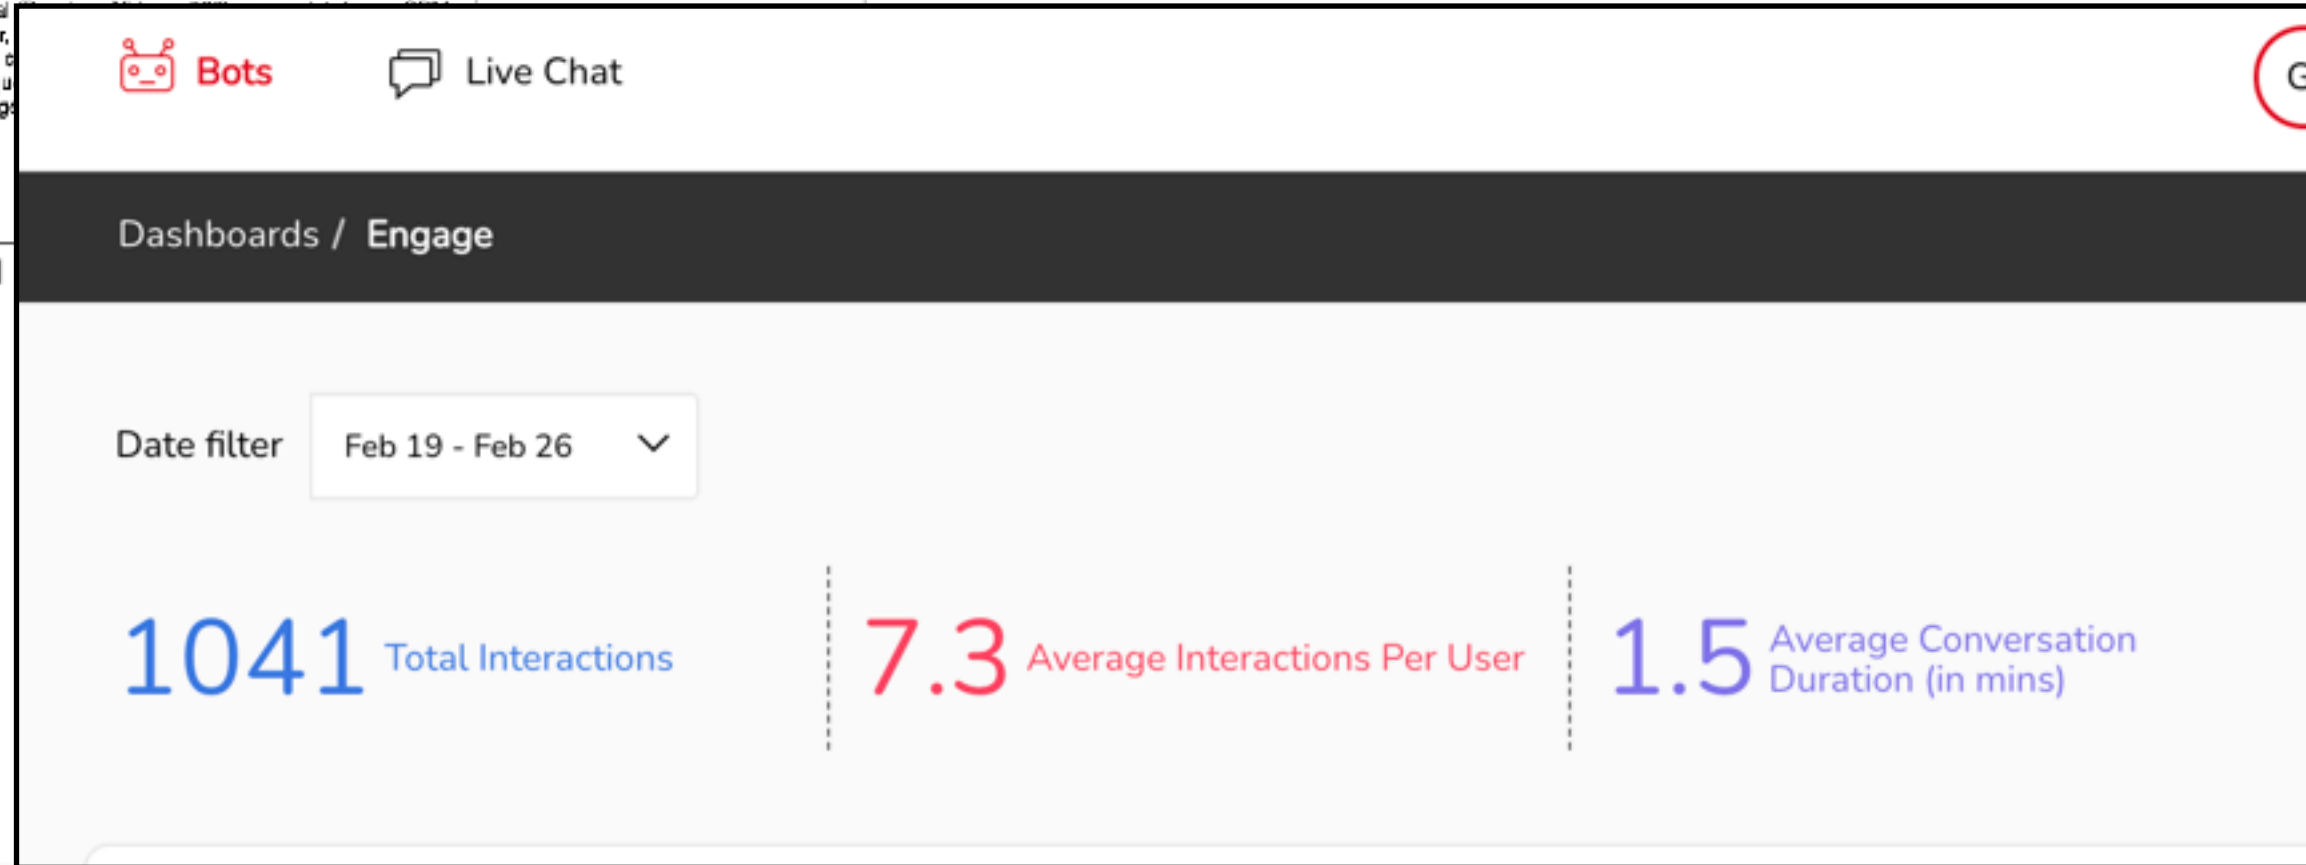 Bots
Live Chat
G
Dashboards / Engage
Date filter
Feb 19 - Feb 26
1041 Total Interactions
7.3 Average Interactions Per User
1.5 Average Conversation
Duration (in mins)